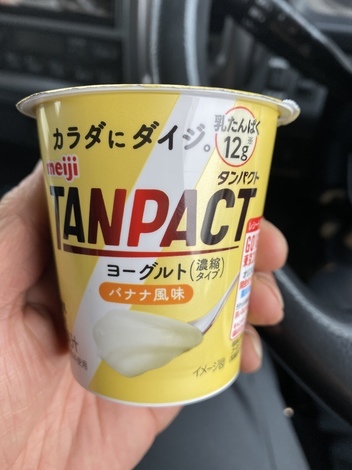 カラダにダイジ。
乳たんぱく
12g※
meiji
タンパクト
TANPACT
ヨーグルト(濃縮タイプ)
バナナ風味
イメージ図